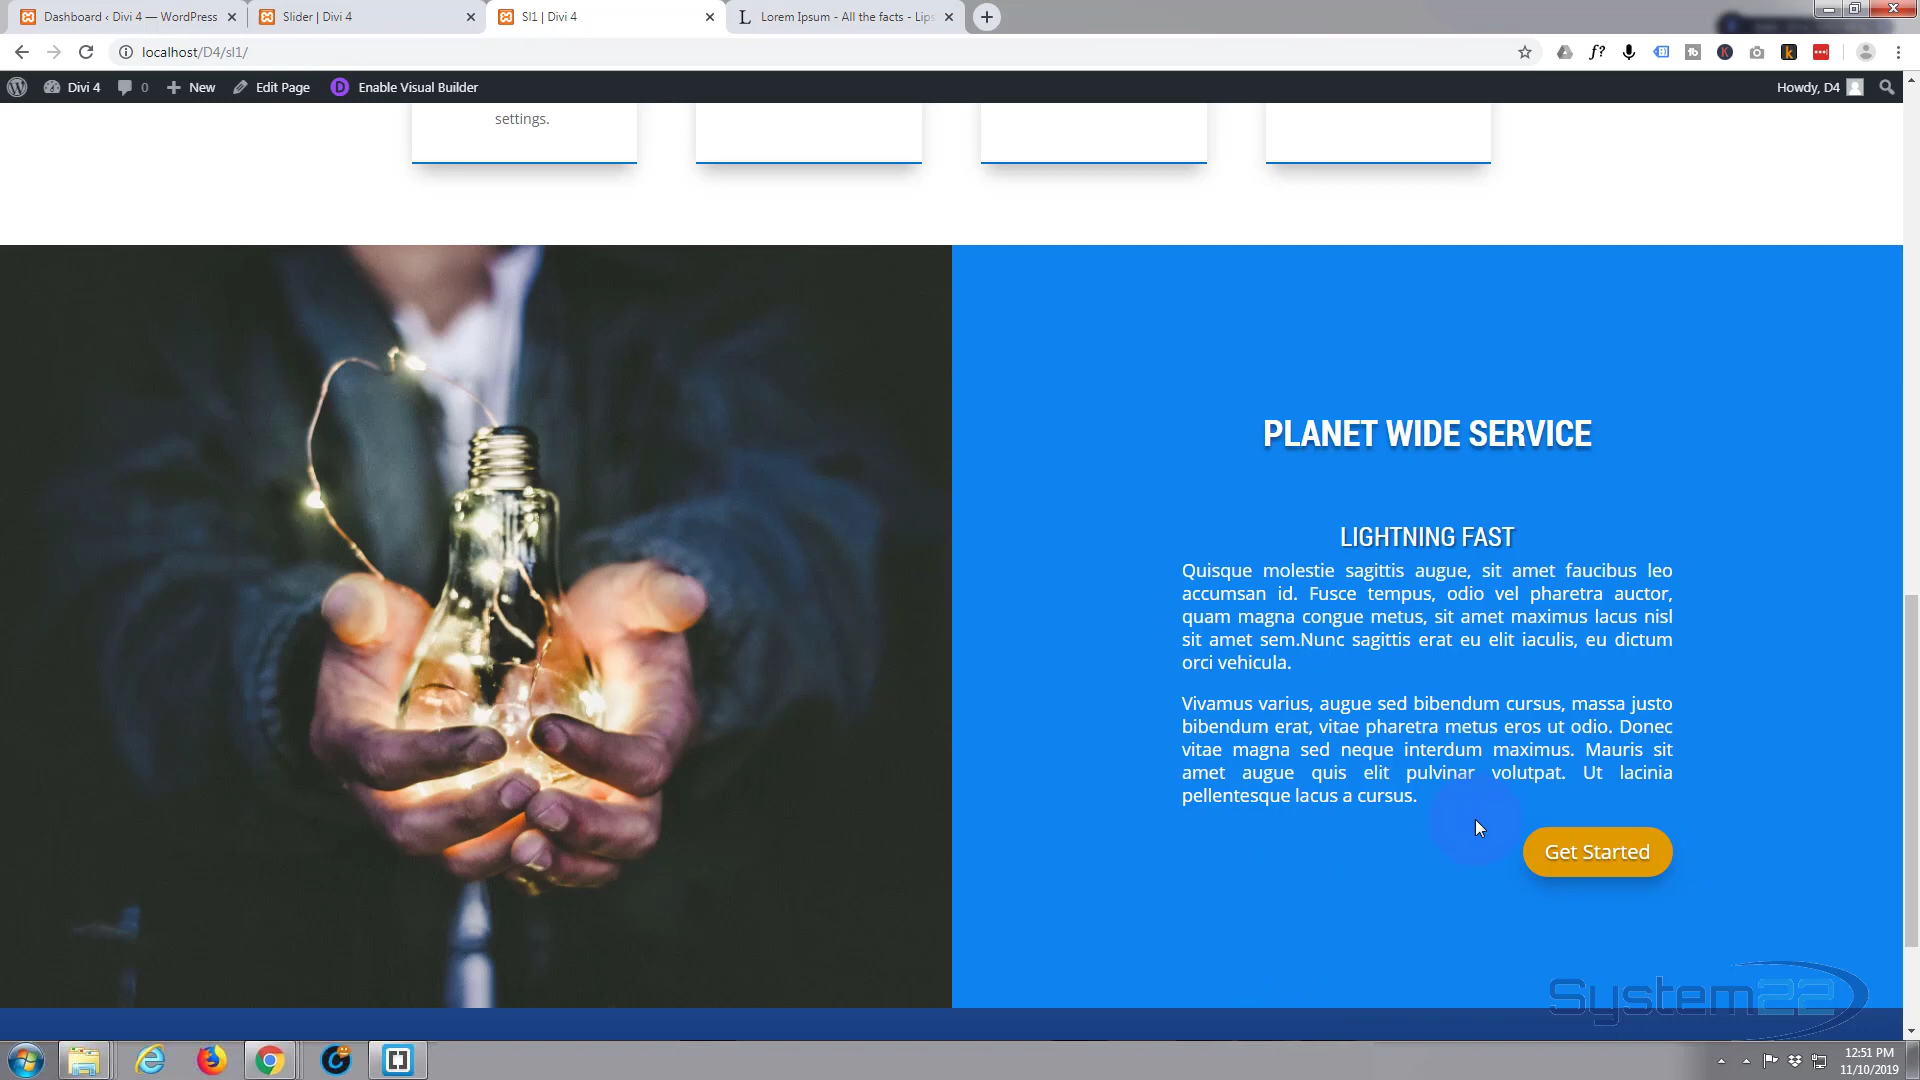 Dashboard ‹ Divi 4 — WordPress
Slider | Divi 4
Sl1 | Divi 4
Lorem Ipsum - All the facts - Lips
localhost/D4/sl1/
Divi 4
0
New
Edit Page
Enable Visual Builder
Howdy, D4
settings.
PLANET WIDE SERVICE
LIGHTNING FAST
Quisque molestie sagittis augue, sit amet faucibus leo
accumsan id. Fusce tempus, odio vel pharetra auctor,
quam magna congue metus, sit amet maximus lacus nisl
sit amet sem.Nunc sagittis erat eu elit iaculis, eu dictum
orci vehicula.
Vivamus varius, augue sed bibendum cursus, massa justo
bibendum erat, vitae pharetra metus eros ut odio. Donec
vitae magna sed neque interdum maximus. Mauris sit
amet augue quis elit pulvinar volutpat. Ut lacinia
pellentesque lacus a cursus.
Get Started
System22
12:51 PM
11/10/2019